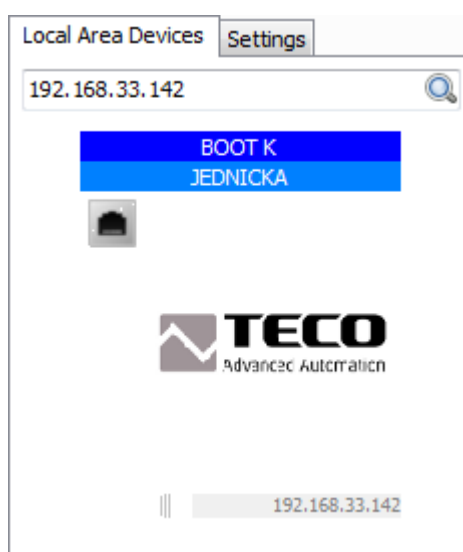 Local Area Devices Settings
192.168.33.142
BOOT K
JEDNICKA
TECO
Advanced Automation
192.168.33.142